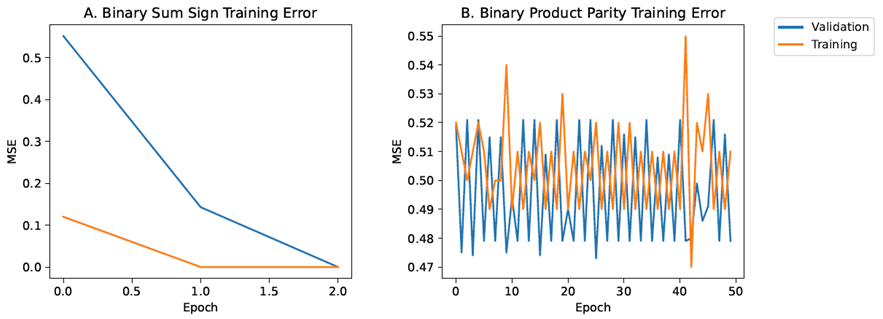 A. Binary Sum Sign Training Error
MSE
0.5
0.4
0.3
0.2
0.1
0.0
0.0 0.5 1.0 1.5 2.0
Epoch
B. Binary Product Parity Training Error
MSE
0.55
0.54
0.53
0.52
0.51
0.50
0.49
0.48
0.47
0 10 20 30 40 50
Epoch
Validation
Training